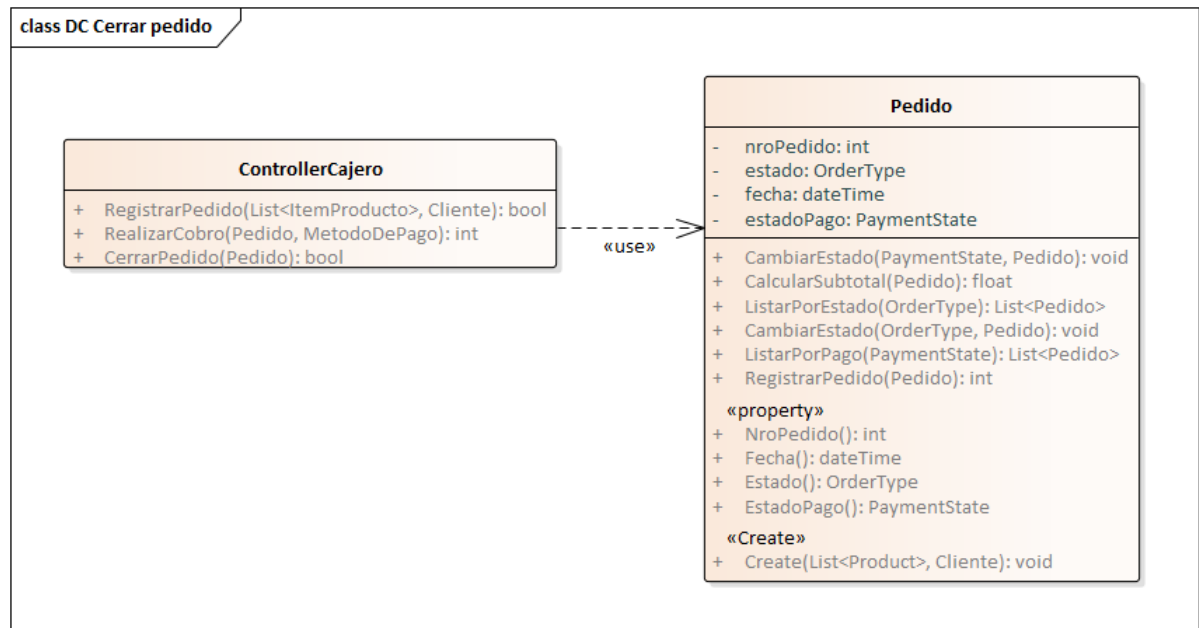 class DC Cerrar pedido
ControllerCajero
+ RegistrarPedido(List<ItemProducto>, Cliente): bool
+ RealizarCobro(Pedido, MetodoDePago): int
+ CerrarPedido(Pedido): bool
«use»
Pedido
- nroPedido: int
- estado: OrderType
- fecha: dateTime
- estadoPago: PaymentState
+ CambiarEstado(PaymentState, Pedido): void
+ CalcularSubtotal(Pedido): float
+ ListarPorEstado(OrderType): List<Pedido>
+ CambiarEstado(OrderType, Pedido): void
+ ListarPorPago(PaymentState): List<Pedido>
+ RegistrarPedido(Pedido): int
«property»
+ NroPedido(): int
+ Fecha(): dateTime
+ Estado(): OrderType
+ EstadoPago(): PaymentState
«Create»
+ Create(List<Product>, Cliente): void